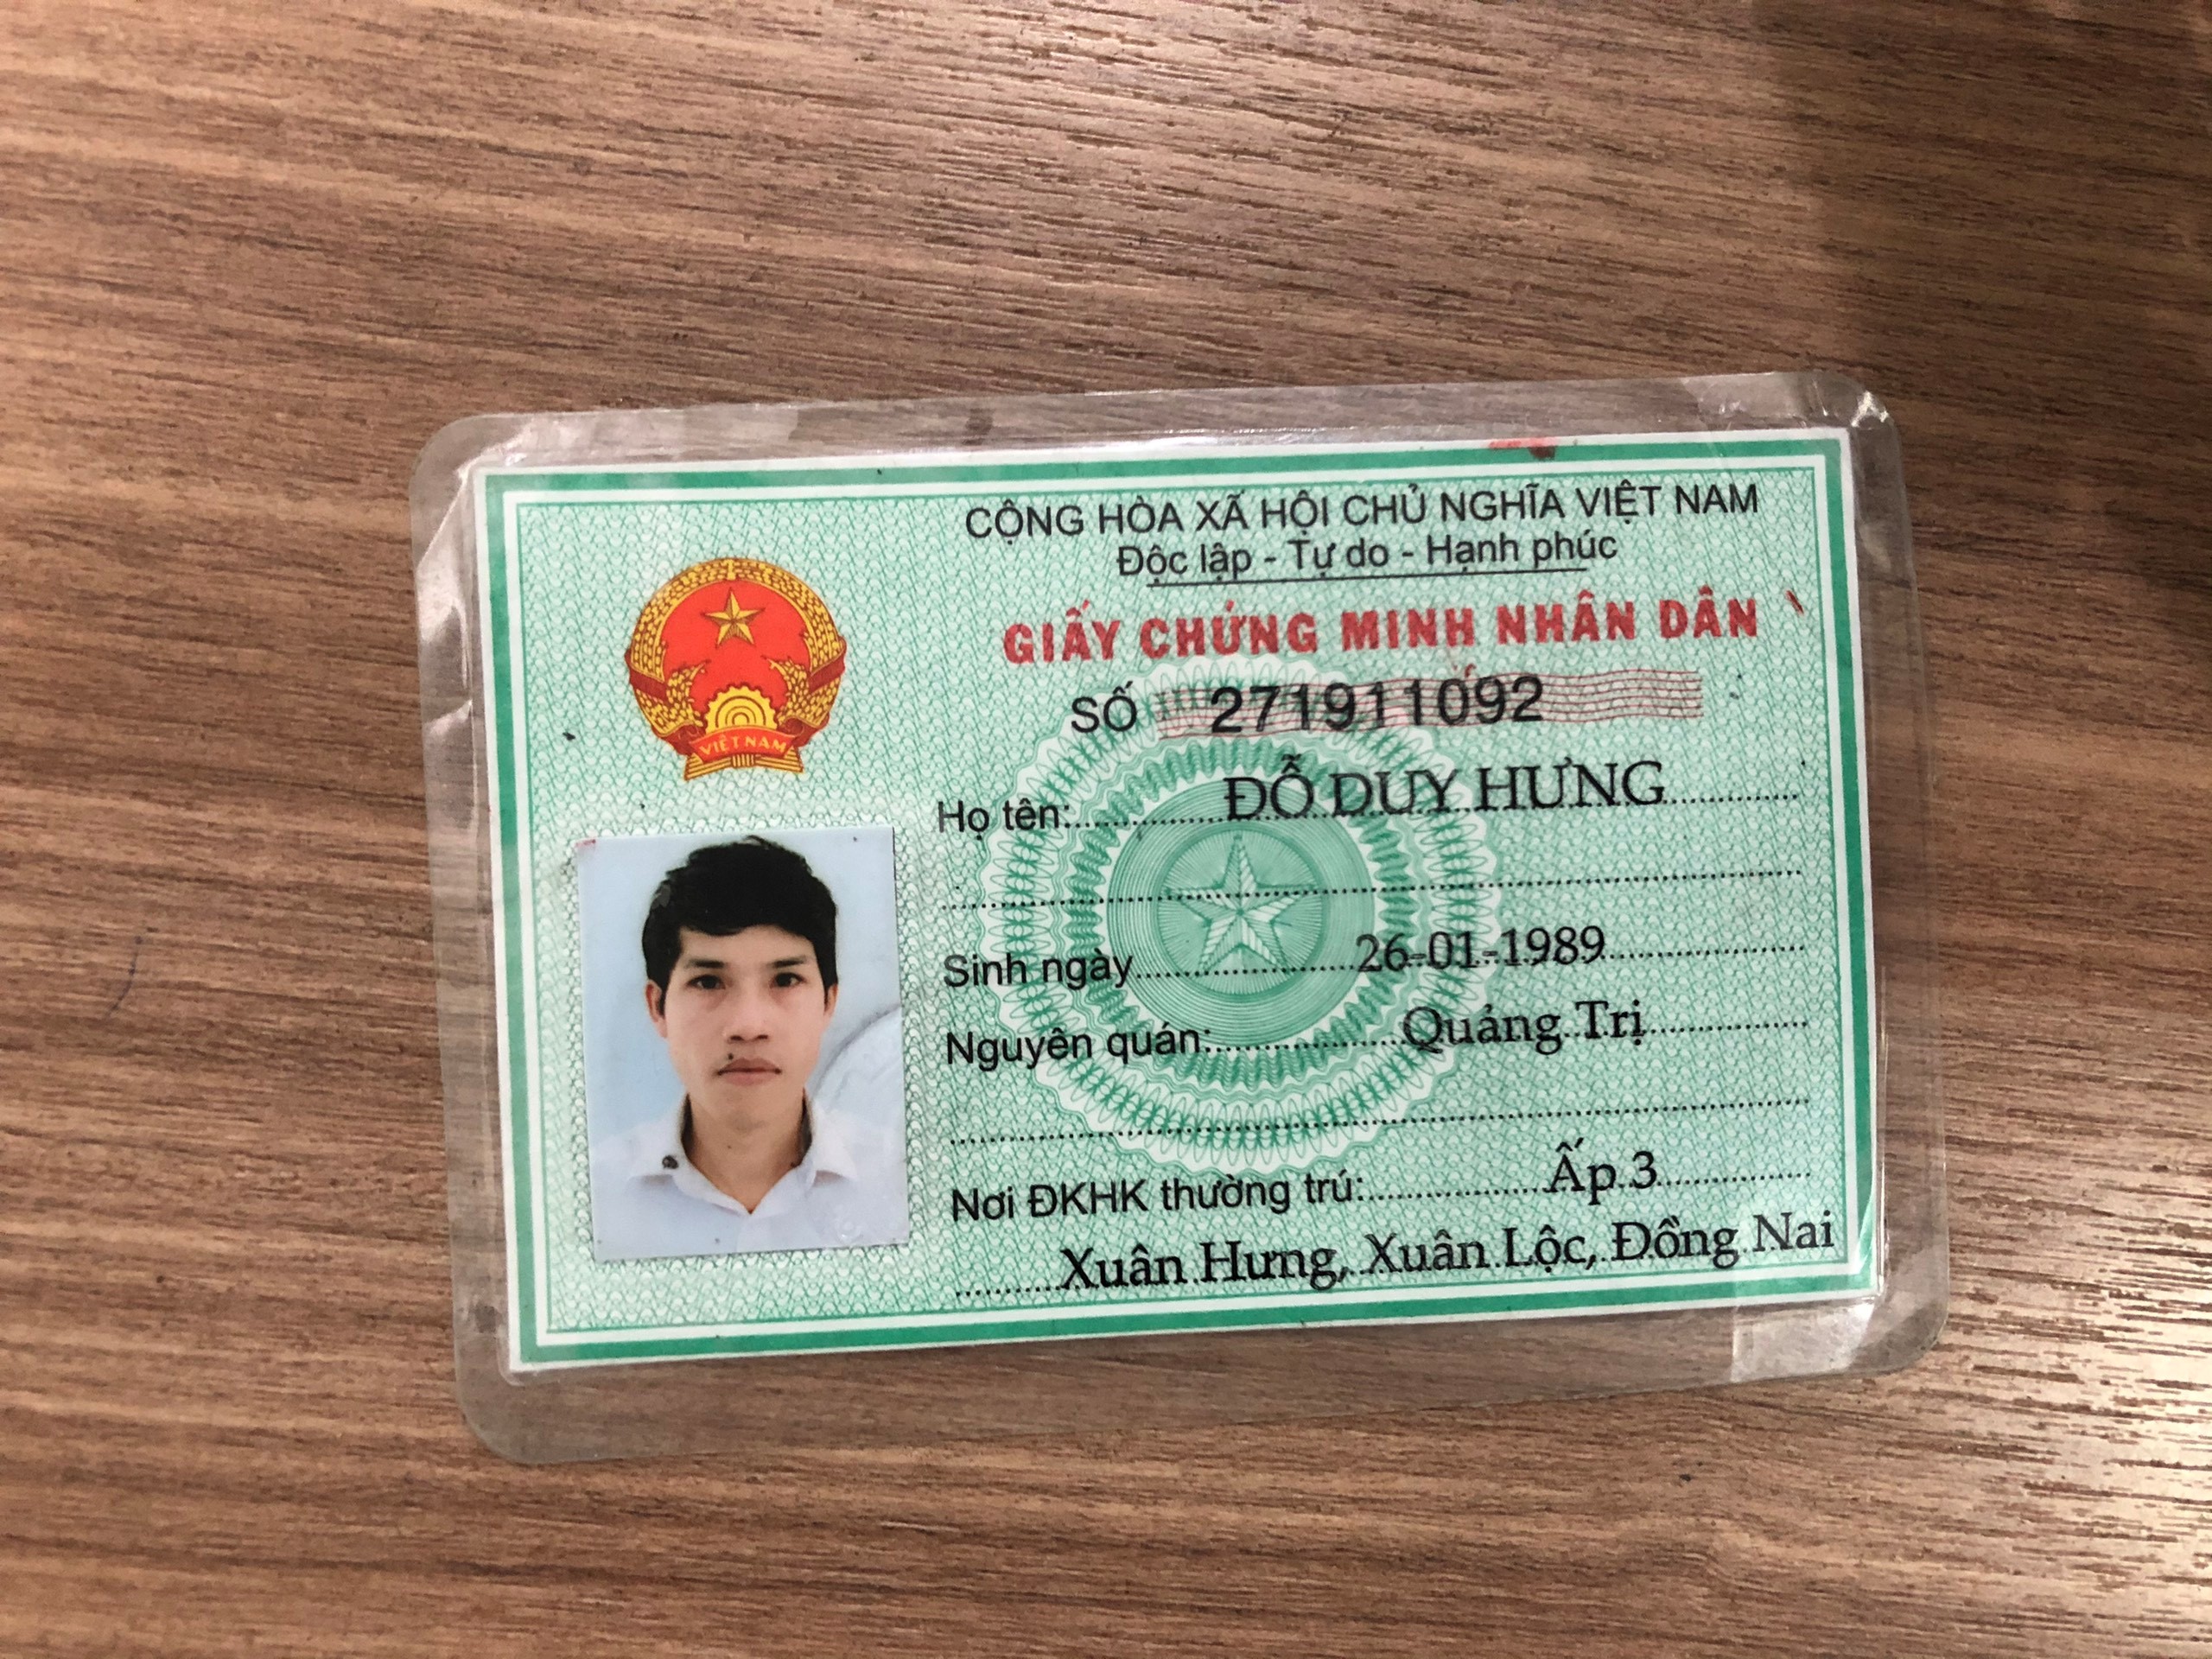 CỘNG HÒA XÃ HỘI CHỦ NGHĨA VIỆT NAM
Độc lập - Tự do - Hạnh phúc
GIẤY CHỨNG MINH NHÂN DÂN
SỐ 271911092
VIỆT NAM
Họ tên: ĐỖ DUY HƯNG
Sinh ngày 26-01-1989
Nguyên quán: Quảng Trị
Nơi ĐKHK thường trú: Ấp 3
Xuân Hưng, Xuân Lộc, Đồng Nai